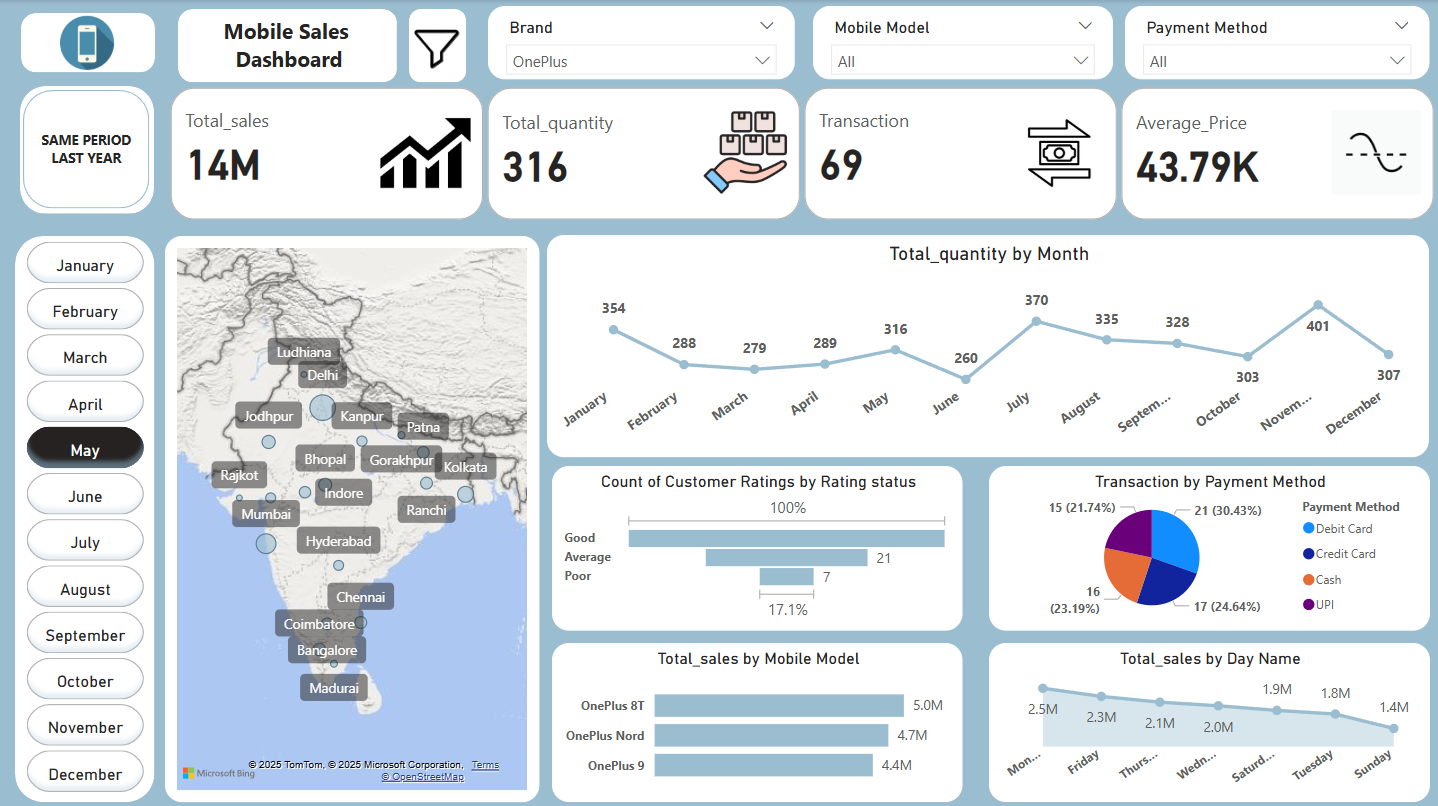 Mobile Sales
Dashboard
Brand
OnePlus
Mobile Model
All
Payment Method
All
SAME PERIOD
LAST YEAR
Total_sales
14M
Total_quantity
316
Transaction
69
Average_Price
43.79K
January
February
March
April
May
June
July
August
September
October
November
December
Ludhiana
Delhi
Jodhpur
Kanpur
Patna
Bhopal
Gorakhpur
Kolkata
Rajkot
Indore
Mumbai
Ranchi
Hyderabad
Chennai
Coimbatore
Bangalore
Madurai
Microsoft Bing
© 2025 TomTom, © 2025 Microsoft Corporation, Terms
© OpenStreetMap
Total_quantity by Month
354
288
279
289
316
260
370
335
328
303
401
307
January
February
March
April
May
June
July
August
Septem...
October
Novem...
December
Count of Customer Ratings by Rating status
100%
Good
Average
21
Poor
7
17.1%
Transaction by Payment Method
15 (21.74%)
21 (30.43%)
16
(23.19%)
17 (24.64%)
Payment Method
Debit Card
Credit Card
Cash
UPI
Total_sales by Mobile Model
OnePlus 8T
5.0M
OnePlus Nord
4.7M
OnePlus 9
4.4M
Total_sales by Day Name
2.5M
2.3M
2.1M
2.0M
1.9M
1.8M
1.4M
Mon...
Friday
Thurs...
Wedn...
Saturd...
Tuesday
Sunday